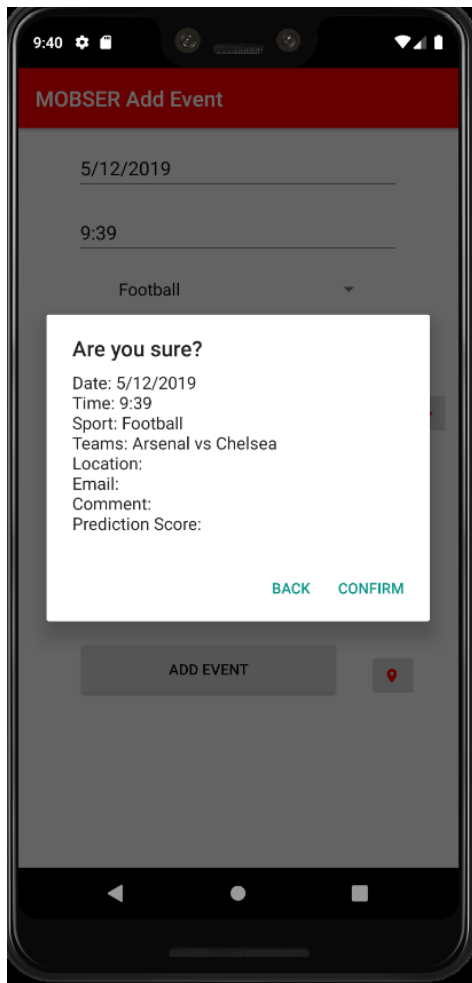 9:40
MOBSER Add Event
5/12/2019
9:39
Football
Are you sure?
Date: 5/12/2019
Time: 9:39
Sport: Football
Teams: Arsenal vs Chelsea
Location:
Email:
Comment:
Prediction Score:
BACK CONFIRM
ADD EVENT